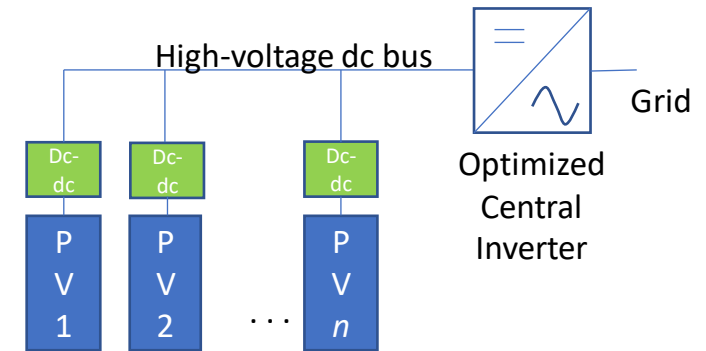 High-voltage dc bus
Grid
Optimized
Central
Inverter
Dc-
dc
Dc-
dc
Dc-
dc
P
V
1
P
V
2
. . .
P
V
n